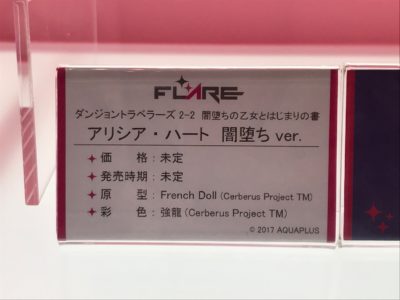 FLARE
ダンジョントラベラーズ 2-2 闇堕ちの乙女とはじまりの書
アリシア・ハート 闇堕ち ver.
価　　格：未定
発売時期：未定
原　　型：French Doll (Cerberus Project TM)
彩　　色：強龍 (Cerberus Project TM)
© 2017 AQUAPLUS